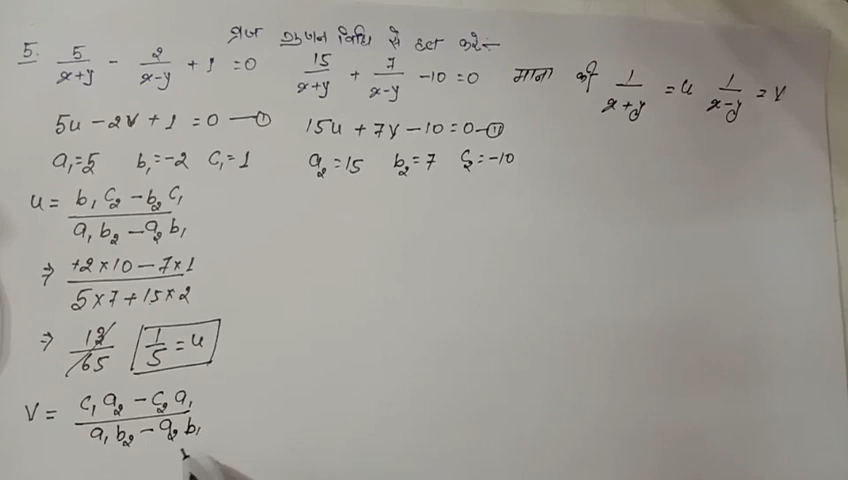 व्रज गुणन विधि से हल करे:-
5. 5/(x+y) - 2/(x-y) + 1 = 0   15/(x+y) + 7/(x-y) - 10 = 0   माना की 1/(x+y) = u   1/(x-y) = v
5u - 2v + 1 = 0 —①   15u + 7v - 10 = 0 —②
a₁=5   b₁=-2   c₁=1   a₂=15   b₂=7   c₂=-10
u = (b₁c₂ - b₂c₁)/(a₁b₂ - a₂b₁)
⇒ (+2×10 - 7×1)/(5×7 + 15×2)
⇒ 13/65   1/5 = u
V = (c₁a₂ - c₂a₁)/(a₁b₂ - a₂b₁)